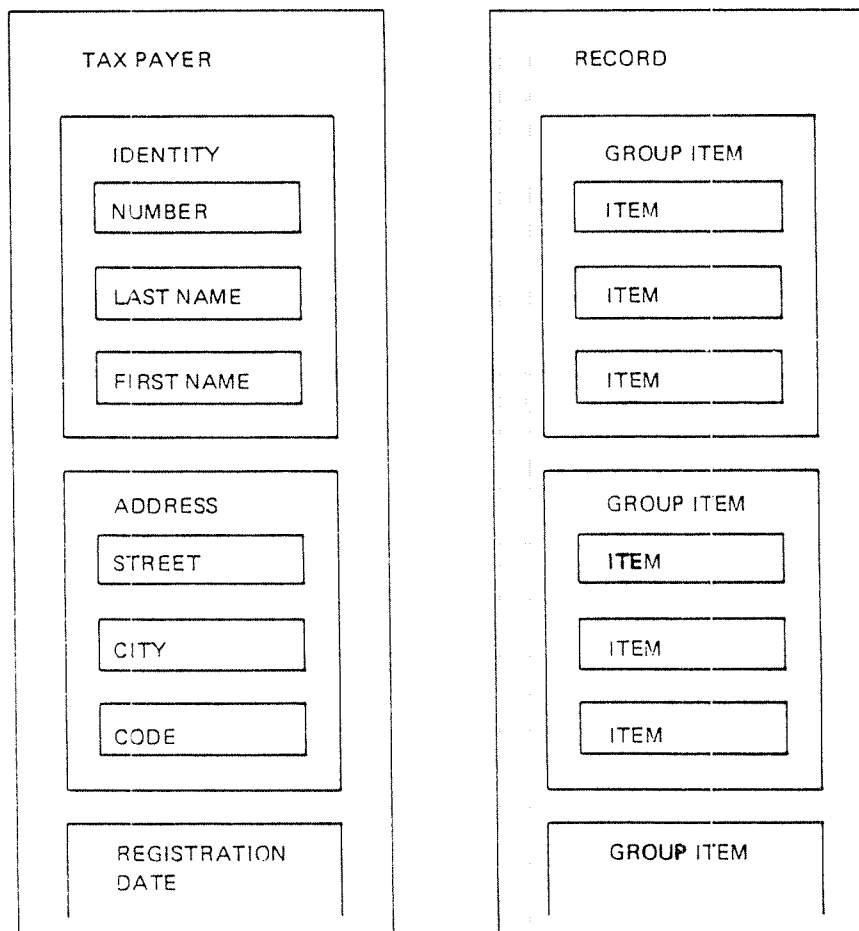 TAX PAYER
IDENTITY
NUMBER
LAST NAME
FIRST NAME
ADDRESS
STREET
CITY
CODE
REGISTRATION
DATE
RECORD
GROUP ITEM
ITEM
ITEM
ITEM
GROUP ITEM
ITEM
ITEM
ITEM
GROUP ITEM